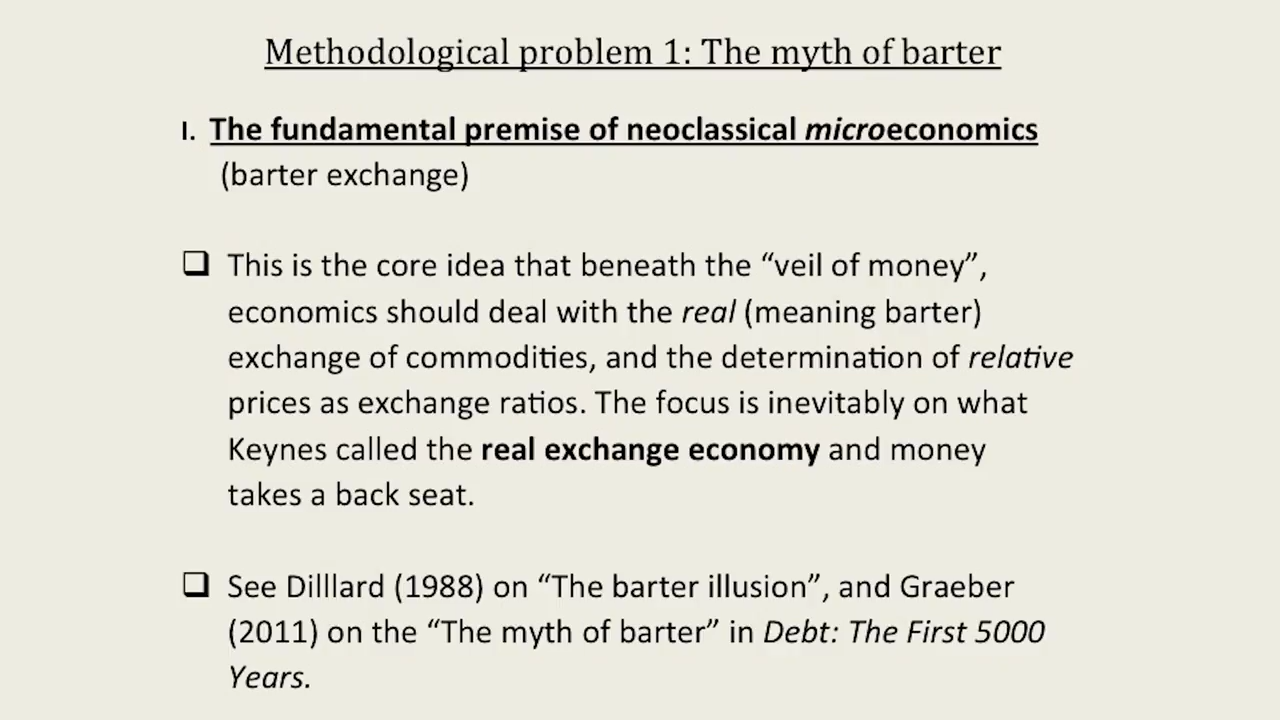 Methodological problem 1: The myth of barter
I. The fundamental premise of neoclassical microeconomics
(barter exchange)
❑ This is the core idea that beneath the “veil of money”,
economics should deal with the real (meaning barter)
exchange of commodities, and the determination of relative
prices as exchange ratios. The focus is inevitably on what
Keynes called the real exchange economy and money
takes a back seat.
❑ See Dilllard (1988) on “The barter illusion”, and Graeber
(2011) on the “The myth of barter” in Debt: The First 5000
Years.